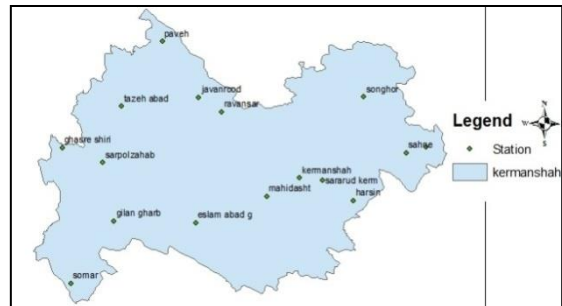 paveh
javanrood
songhor
tazeh abad
ravansar
Legend
N
W
E
S
ghasre shiri
Station
sarpolzahab
kermanshah
kermanshah
sararud kerm
mahidasht
harsin
gilan gharb
eslam abad g
somar